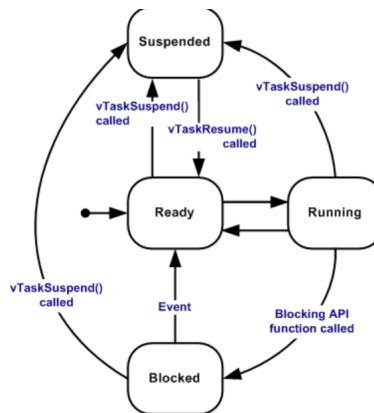 Suspended
vTaskSuspend()
called
vTaskSuspend()
called
vTaskResume()
called
Ready
Running
vTaskSuspend()
called
Event
Blocking API
function called
Blocked